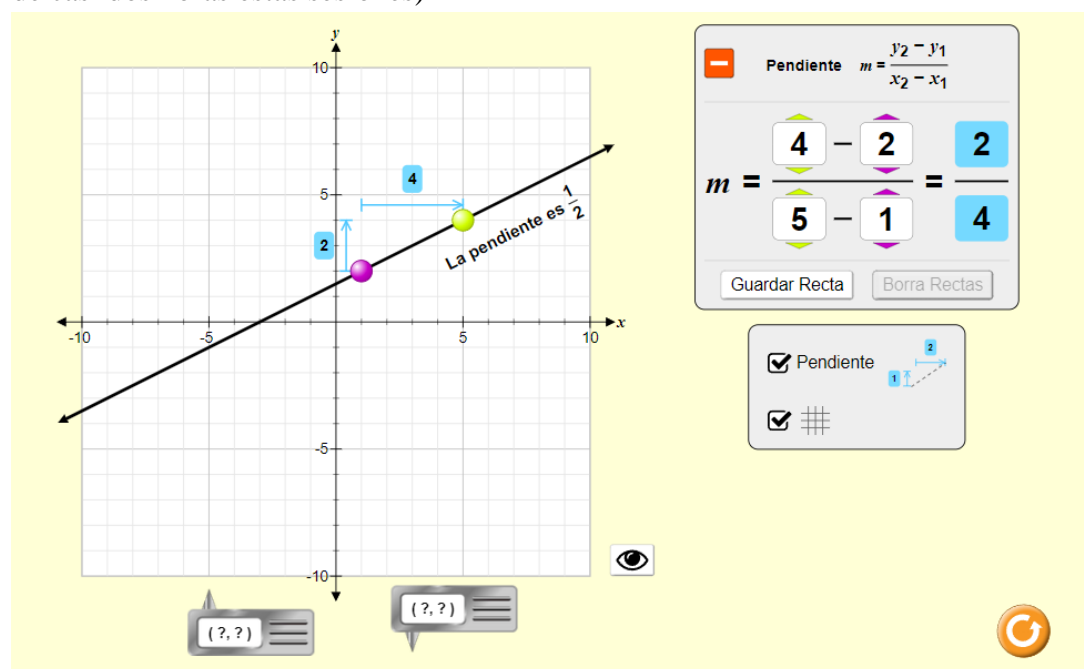 y
10
5
-10
-5
5
10
x
-5
-10
4
2
La pendiente es 1/2
( ?, ? )
( ?, ? )
Pendiente m = y2 − y1 / x2 − x1
m = 4 − 2 / 5 − 1 = 2 / 4
Guardar Recta
Borra Rectas
Pendiente
2
1